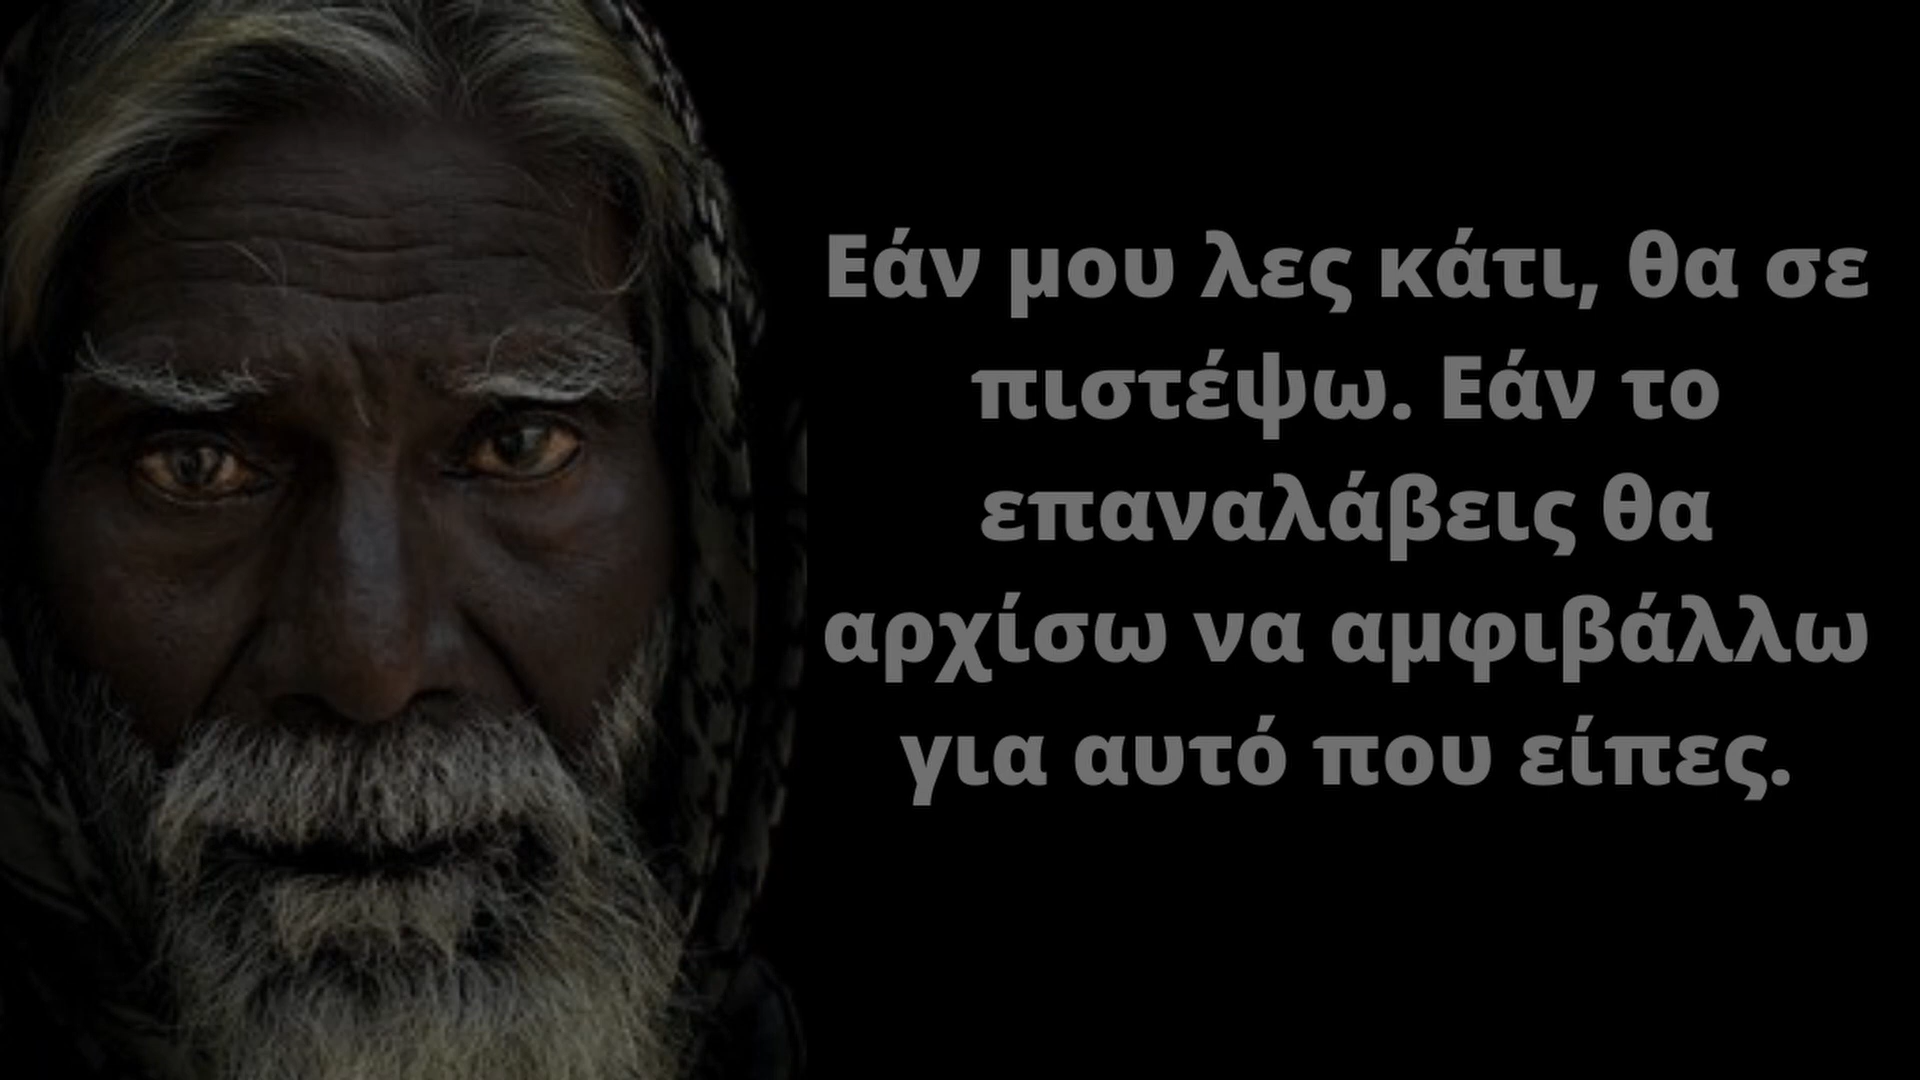 Εάν μου λες κάτι, θα σε
πιστέψω. Εάν το
επαναλάβεις θα
αρχίσω να αμφιβάλλω
για αυτό που είπες.